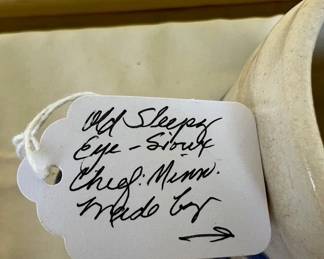 Old Sleepy
Eye - Sioux
Chief. Minn.
Made by
→